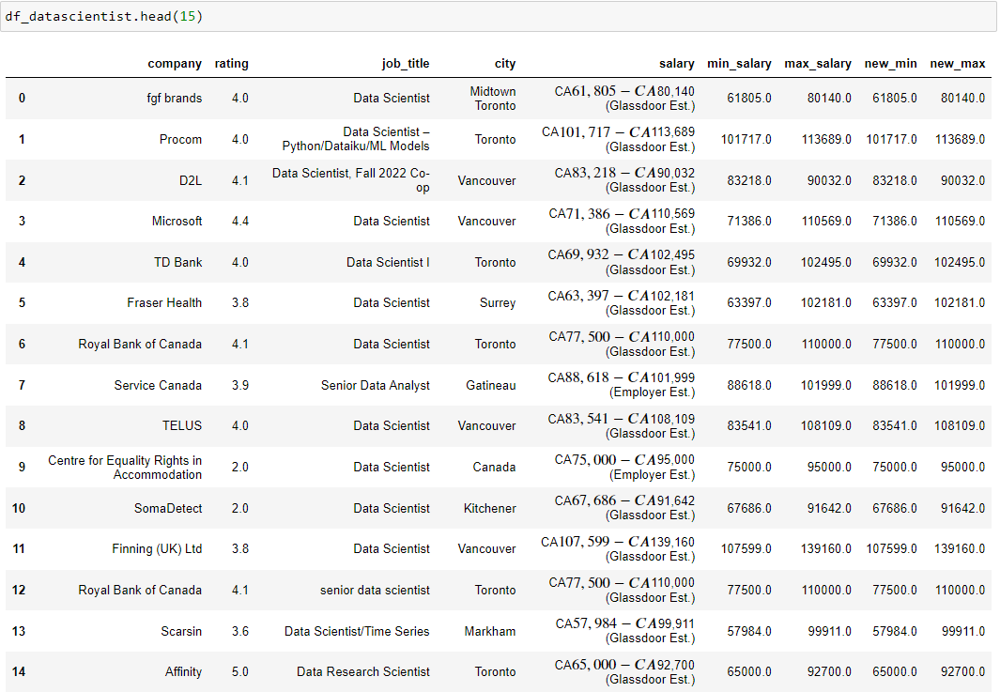 df_datascientist.head(15)
company rating job_title city salary min_salary max_salary new_min new_max
0 fgf brands 4.0 Data Scientist Midtown Toronto CA61, 805 – CA80,140 (Glassdoor Est.) 61805.0 80140.0 61805.0 80140.0
1 Procom 4.0 Data Scientist – Python/Dataiku/ML Models Toronto CA101, 717 – CA113,689 (Glassdoor Est.) 101717.0 113689.0 101717.0 113689.0
2 D2L 4.1 Data Scientist, Fall 2022 Co-op Vancouver CA83, 218 – CA90,032 (Glassdoor Est.) 83218.0 90032.0 83218.0 90032.0
3 Microsoft 4.4 Data Scientist Vancouver CA71, 386 – CA110,569 (Glassdoor Est.) 71386.0 110569.0 71386.0 110569.0
4 TD Bank 4.0 Data Scientist I Toronto CA69, 932 – CA102,495 (Glassdoor Est.) 69932.0 102495.0 69932.0 102495.0
5 Fraser Health 3.8 Data Scientist Surrey CA63, 397 – CA102,181 (Glassdoor Est.) 63397.0 102181.0 63397.0 102181.0
6 Royal Bank of Canada 4.1 Data Scientist Toronto CA77, 500 – CA110,000 (Glassdoor Est.) 77500.0 110000.0 77500.0 110000.0
7 Service Canada 3.9 Senior Data Analyst Gatineau CA88, 618 – CA101,999 (Employer Est.) 88618.0 101999.0 88618.0 101999.0
8 TELUS 4.0 Data Scientist Vancouver CA83, 541 – CA108,109 (Glassdoor Est.) 83541.0 108109.0 83541.0 108109.0
9 Centre for Equality Rights in Accommodation 2.0 Data Scientist Canada CA75, 000 – CA95,000 (Employer Est.) 75000.0 95000.0 75000.0 95000.0
10 SomaDetect 2.0 Data Scientist Kitchener CA67, 686 – CA91,642 (Glassdoor Est.) 67686.0 91642.0 67686.0 91642.0
11 Finning (UK) Ltd 3.8 Data Scientist Vancouver CA107, 599 – CA139,160 (Glassdoor Est.) 107599.0 139160.0 107599.0 139160.0
12 Royal Bank of Canada 4.1 senior data scientist Toronto CA77, 500 – CA110,000 (Glassdoor Est.) 77500.0 110000.0 77500.0 110000.0
13 Scarsin 3.6 Data Scientist/Time Series Markham CA57, 984 – CA99,911 (Glassdoor Est.) 57984.0 99911.0 57984.0 99911.0
14 Affinity 5.0 Data Research Scientist Toronto CA65, 000 – CA92,700 (Glassdoor Est.) 65000.0 92700.0 65000.0 92700.0